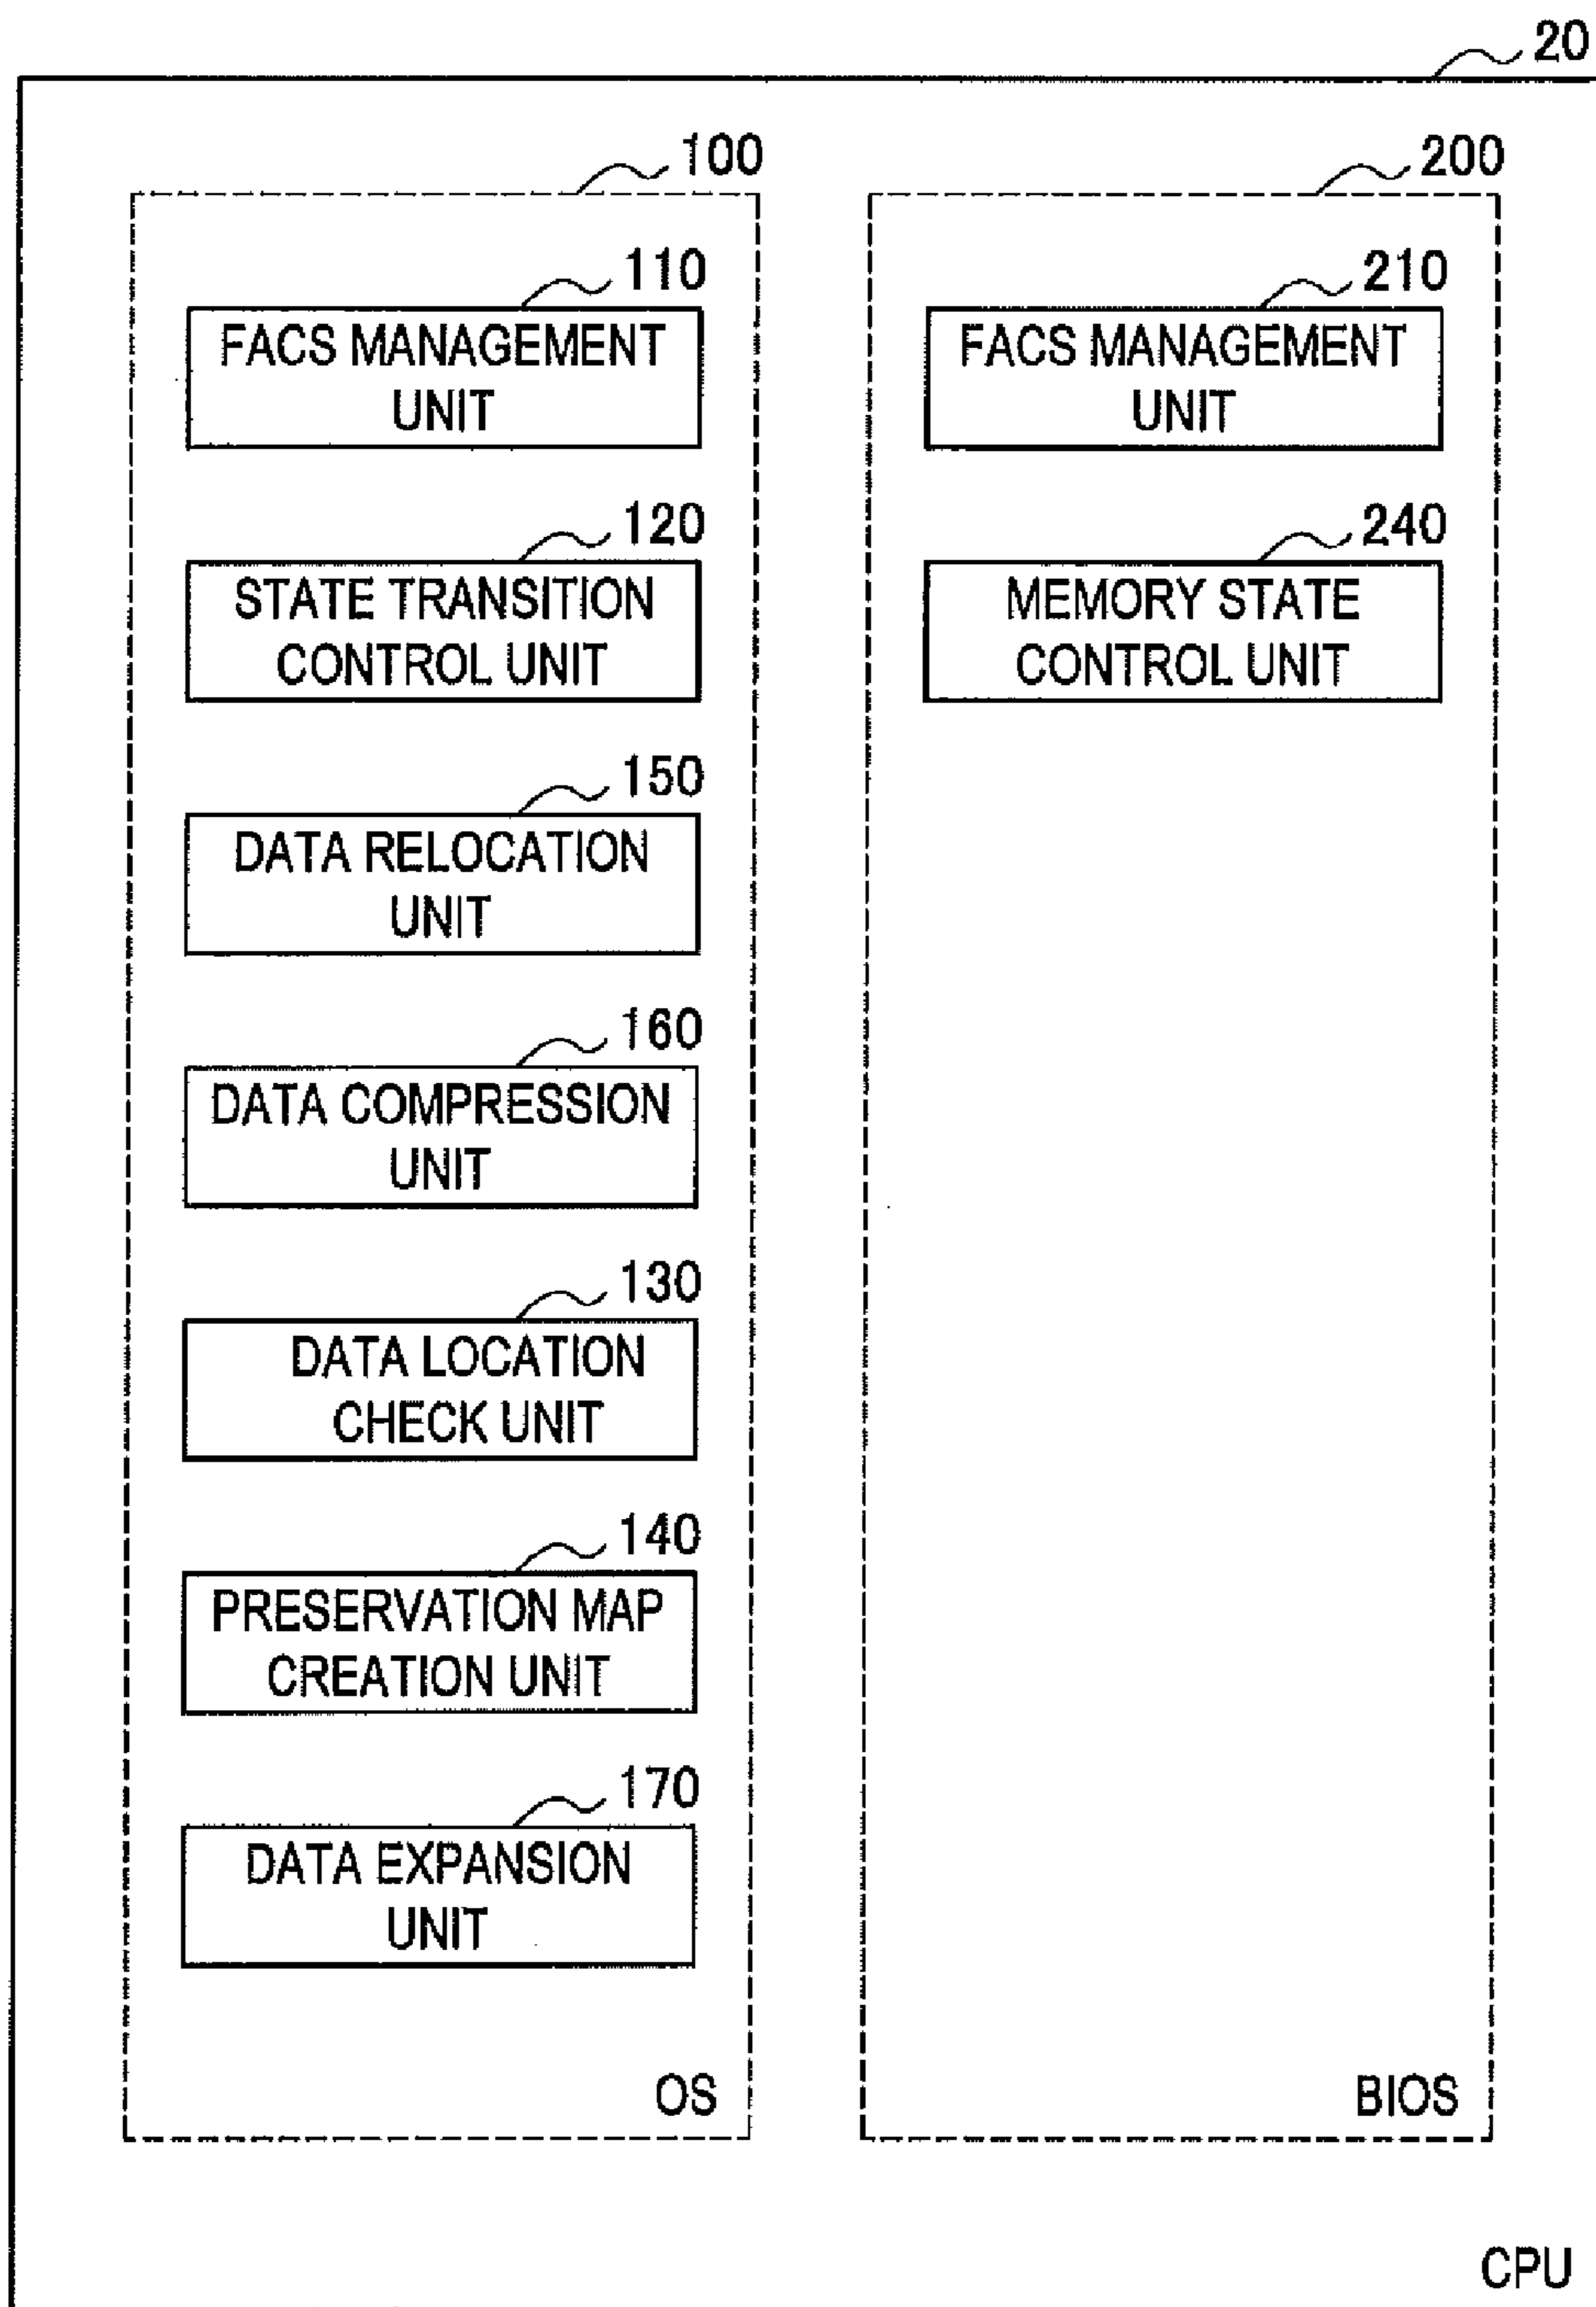 20
100
110
FACS MANAGEMENT
UNIT
120
STATE TRANSITION
CONTROL UNIT
150
DATA RELOCATION
UNIT
160
DATA COMPRESSION
UNIT
130
DATA LOCATION
CHECK UNIT
140
PRESERVATION MAP
CREATION UNIT
170
DATA EXPANSION
UNIT
OS
200
210
FACS MANAGEMENT
UNIT
240
MEMORY STATE
CONTROL UNIT
BIOS
CPU